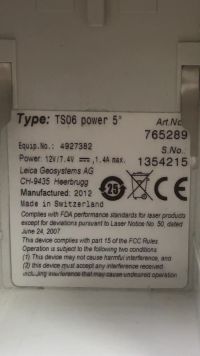 Type: TS06 power 5" Art.No.
765289
Equip.No.: 4927382 S.No.:
Power: 12V/7.4V ⎓, 1.4A max. 1354215
Leica Geosystems AG
CH-9435 Heerbrugg
Manufactured: 2012 25 CE
Made in Switzerland
Complies with FDA performance standards for laser products
except for deviations pursuant to Laser Notice No. 50, dated
June 24, 2007
This device complies with part 15 of the FCC Rules.
Operation is subject to the following two conditions:
(1) This device may not cause harmful interference, and
(2) this device must accept any interference received,
including interference that may cause undesired operation